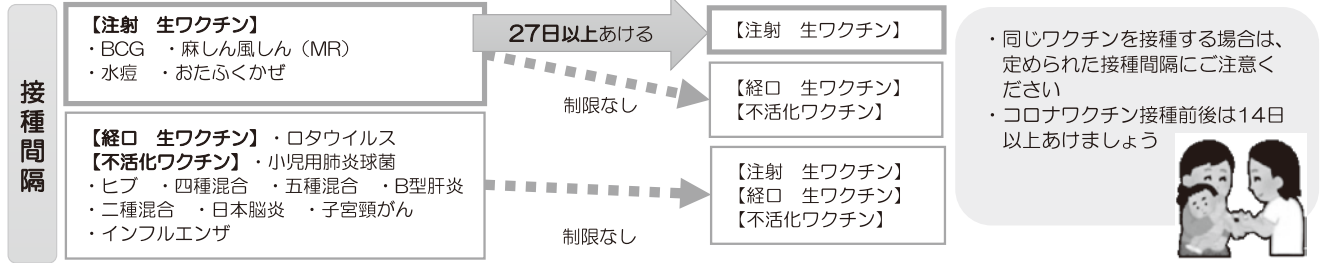 接種間隔
【注射　生ワクチン】
・BCG　・麻しん風しん（MR）
・水痘　・おたふくかぜ
27日以上あける
【注射　生ワクチン】
制限なし
【経口　生ワクチン】
【不活化ワクチン】
【経口　生ワクチン】・ロタウイルス
【不活化ワクチン】・小児用肺炎球菌
・ヒブ　・四種混合　・五種混合　・B型肝炎
・二種混合　・日本脳炎　・子宮頸がん
・インフルエンザ
制限なし
【注射　生ワクチン】
【経口　生ワクチン】
【不活化ワクチン】
・同じワクチンを接種する場合は、
定められた接種間隔にご注意く
ださい
・コロナワクチン接種前後は14日
以上あけましょう